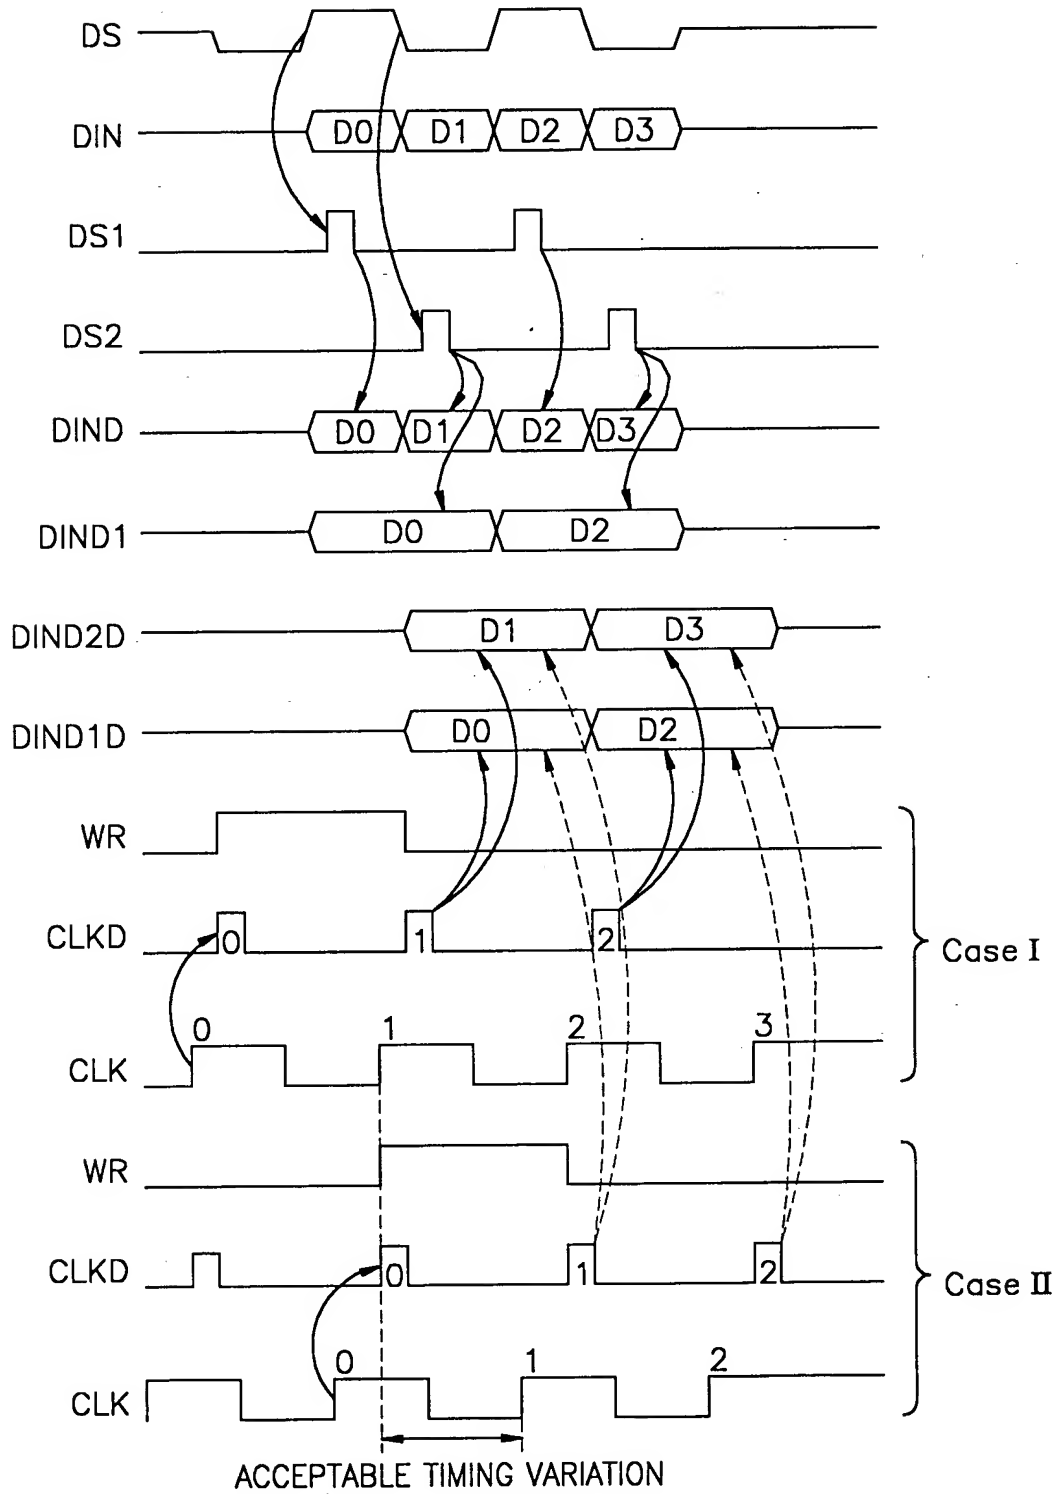 DS
DIN D0 D1 D2 D3
DS1
DS2
DIND D0 D1 D2 D3
DIND1 D0 D2
DIND2D D1 D3
DIND1D D0 D2
WR
CLKD 0 1 2
Case I
0 1 2 3
CLK
WR
CLKD 0 1 2
Case II
0 1 2
CLK
ACCEPTABLE TIMING VARIATION